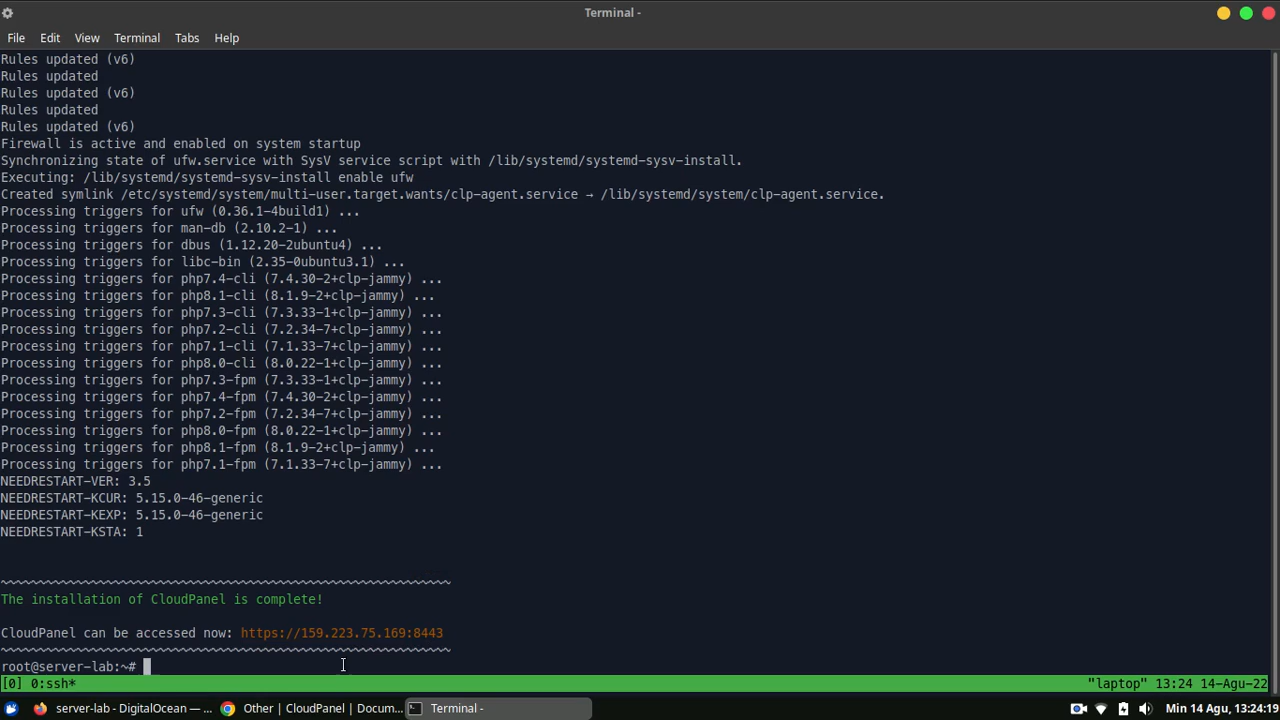 Terminal -
File Edit View Terminal Tabs Help
Rules updated (v6)
Rules updated
Rules updated (v6)
Rules updated
Rules updated (v6)
Firewall is active and enabled on system startup
Synchronizing state of ufw.service with SysV service script with /lib/systemd/systemd-sysv-install.
Executing: /lib/systemd/systemd-sysv-install enable ufw
Created symlink /etc/systemd/system/multi-user.target.wants/clp-agent.service → /lib/systemd/system/clp-agent.service.
Processing triggers for ufw (0.36.1-4build1) ...
Processing triggers for man-db (2.10.2-1) ...
Processing triggers for dbus (1.12.20-2ubuntu4) ...
Processing triggers for libc-bin (2.35-0ubuntu3.1) ...
Processing triggers for php7.4-cli (7.4.30-2+clp-jammy) ...
Processing triggers for php8.1-cli (8.1.9-2+clp-jammy) ...
Processing triggers for php7.3-cli (7.3.33-1+clp-jammy) ...
Processing triggers for php7.2-cli (7.2.34-7+clp-jammy) ...
Processing triggers for php7.1-cli (7.1.33-7+clp-jammy) ...
Processing triggers for php8.0-cli (8.0.22-1+clp-jammy) ...
Processing triggers for php7.3-fpm (7.3.33-1+clp-jammy) ...
Processing triggers for php7.4-fpm (7.4.30-2+clp-jammy) ...
Processing triggers for php7.2-fpm (7.2.34-7+clp-jammy) ...
Processing triggers for php8.0-fpm (8.0.22-1+clp-jammy) ...
Processing triggers for php8.1-fpm (8.1.9-2+clp-jammy) ...
Processing triggers for php7.1-fpm (7.1.33-7+clp-jammy) ...
NEEDRESTART-VER: 3.5
NEEDRESTART-KCUR: 5.15.0-46-generic
NEEDRESTART-KEXP: 5.15.0-46-generic
NEEDRESTART-KSTA: 1
~~~~~~~~~~~~~~~~~~~~~~~~~~~~~~~~~~~~~~~~~~~~~~~~~~~~~~~~~~~~
The installation of CloudPanel is complete!
CloudPanel can be accessed now: https://159.223.75.169:8443
~~~~~~~~~~~~~~~~~~~~~~~~~~~~~~~~~~~~~~~~~~~~~~~~~~~~~~~~~~~~
root@server-lab:~#
[0] 0:ssh* "laptop" 13:24 14-Agu-22
server-lab - DigitalOcean — ... Other | CloudPanel | Docum... Terminal - Min 14 Agu, 13:24:19